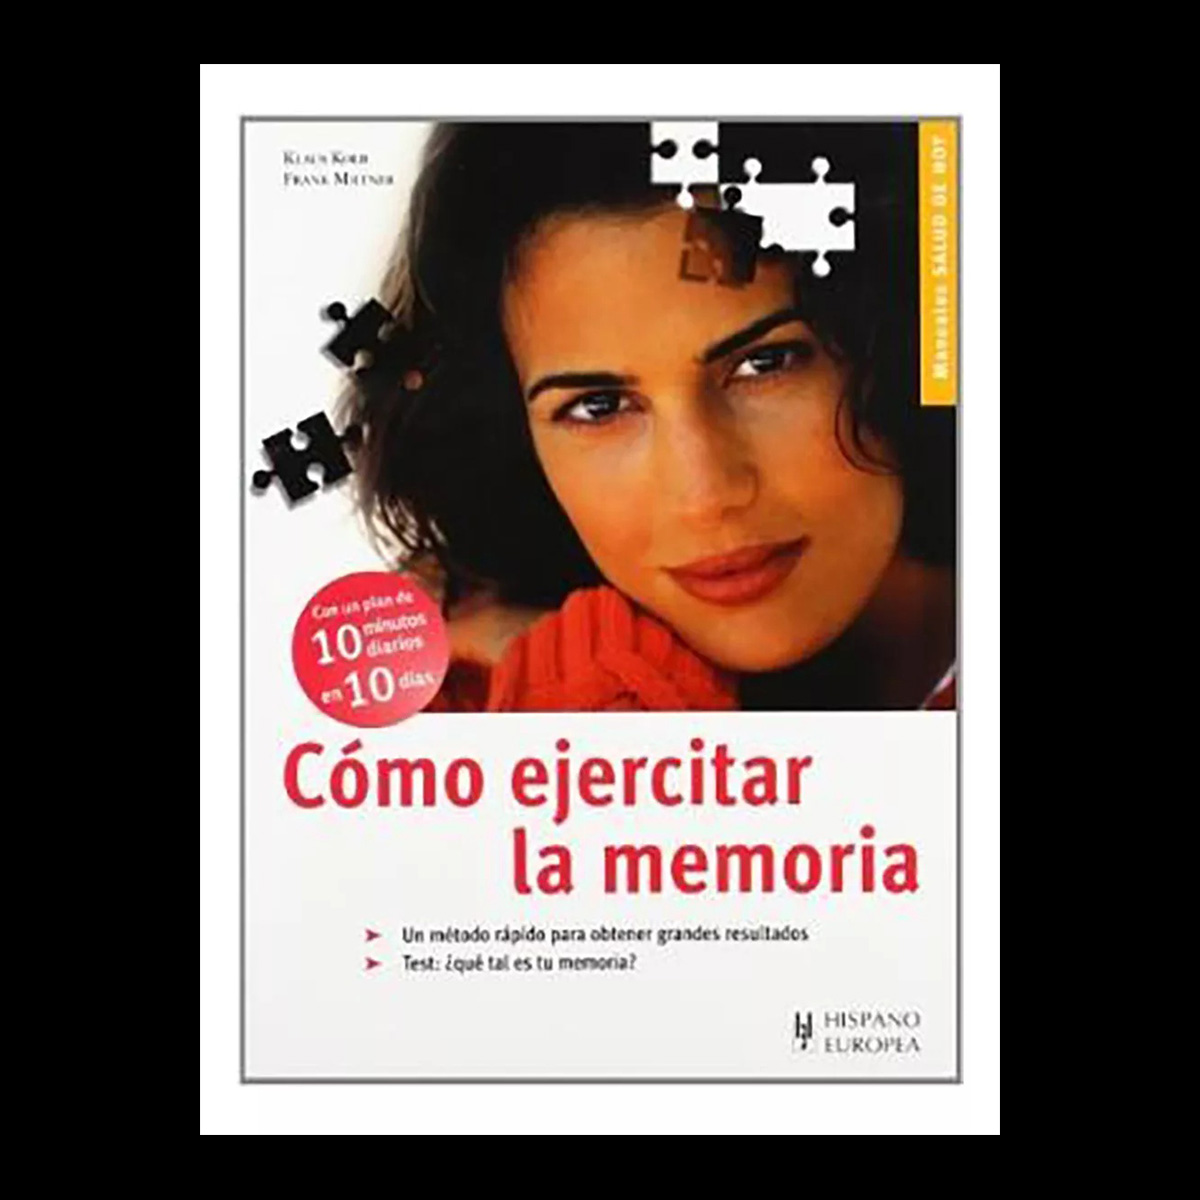 KLAUS KOLB
FRANK MILTNER
Manuales SALUD DE HOY
Con un plan de
10 minutos
diarios
en 10 días
Cómo ejercitar
la memoria
Un método rápido para obtener grandes resultados
Test: ¿qué tal es tu memoria?
HISPANO
EUROPEA